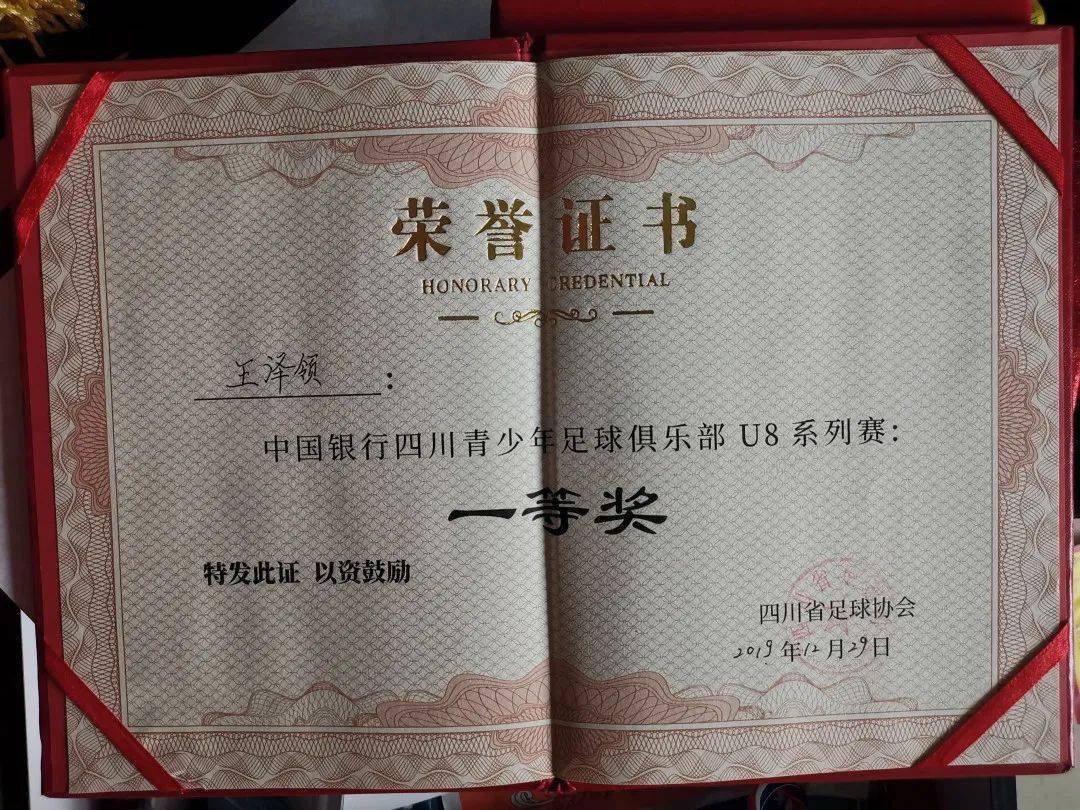 荣誉证书
HONORARY CREDENTIAL
王泽领：
中国银行四川青少年足球俱乐部 U8 系列赛：
一等奖
特发此证 以资鼓励
四川省足球协会
2019年12月29日